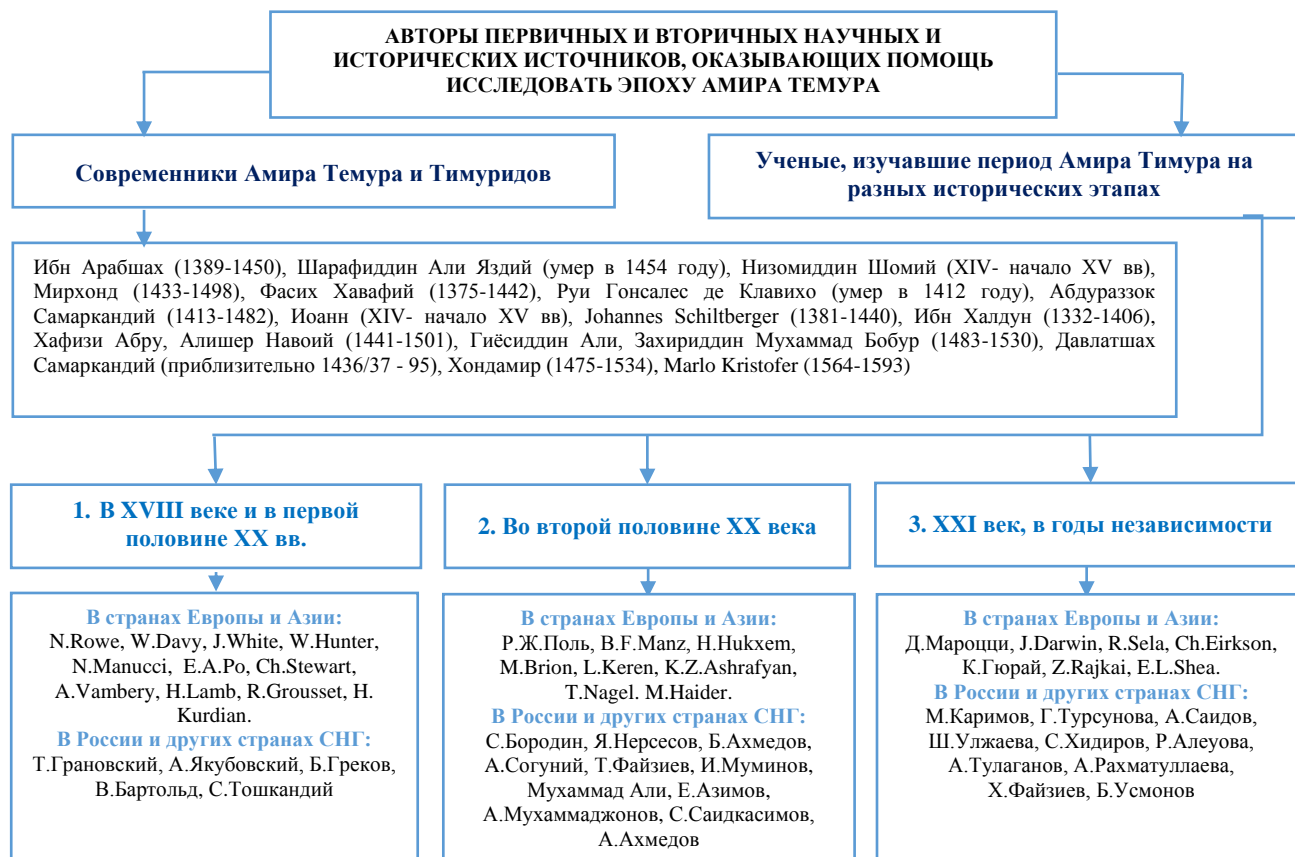 АВТОРЫ ПЕРВИЧНЫХ И ВТОРИЧНЫХ НАУЧНЫХ И
ИСТОРИЧЕСКИХ ИСТОЧНИКОВ, ОКАЗЫВАЮЩИХ ПОМОЩЬ
ИССЛЕДОВАТЬ ЭПОХУ АМИРА ТЕМУРА
Современники Амира Темура и Тимуридов
Ученые, изучавшие период Амира Тимура на
разных исторических этапах
Ибн Арабшах (1389-1450), Шарафиддин Али Яздий (умер в 1454 году), Низомиддин Шомий (XIV- начало XV вв),
Мирхонд (1433-1498), Фасих Хавафий (1375-1442), Руи Гонсалес де Клавихо (умер в 1412 году), Абдураззок
Самаркандий (1413-1482), Иоанн (XIV- начало XV вв), Johannes Schiltberger (1381-1440), Ибн Халдун (1332-1406),
Хафизи Абру, Алишер Навоий (1441-1501), Гиёсиддин Али, Захириддин Мухаммад Бобур (1483-1530), Давлатшах
Самаркандий (приблизительно 1436/37 - 95), Хондамир (1475-1534), Marlo Kristofer (1564-1593)
1. В XVIII веке и в первой
половине XX вв.
2. Во второй половине XX века
3. XXI век, в годы независимости
В странах Европы и Азии:
N.Rowe, W.Davy, J.White, W.Hunter,
N.Manucci, E.A.Po, Ch.Stewart,
A.Vambery, H.Lamb, R.Grousset, H.
Kurdian.
В России и других странах СНГ:
Т.Грановский, А.Якубовский, Б.Греков,
В.Бартольд, С.Тошкандий
В странах Европы и Азии:
Р.Ж.Поль, B.F.Manz, H.Hukxem,
M.Brion, L.Keren, K.Z.Ashrafyan,
T.Nagel. M.Haider.
В России и других странах СНГ:
С.Бородин, Я.Нерсесов, Б.Ахмедов,
А.Согуний, Т.Файзиев, И.Муминов,
Мухаммад Али, Е.Азимов,
А.Мухаммаджонов, С.Саидкасимов,
А.Ахмедов
В странах Европы и Азии:
Д.Мароцци, J.Darwin, R.Sela, Ch.Eirkson,
К.Гюрай, Z.Rajkai, E.L.Shea.
В России и других странах СНГ:
М.Каримов, Г.Турсунова, А.Саидов,
Ш.Улжаева, С.Хидиров, Р.Алеуова,
А.Тулаганов, А.Рахматуллаева,
Х.Файзиев, Б.Усмонов